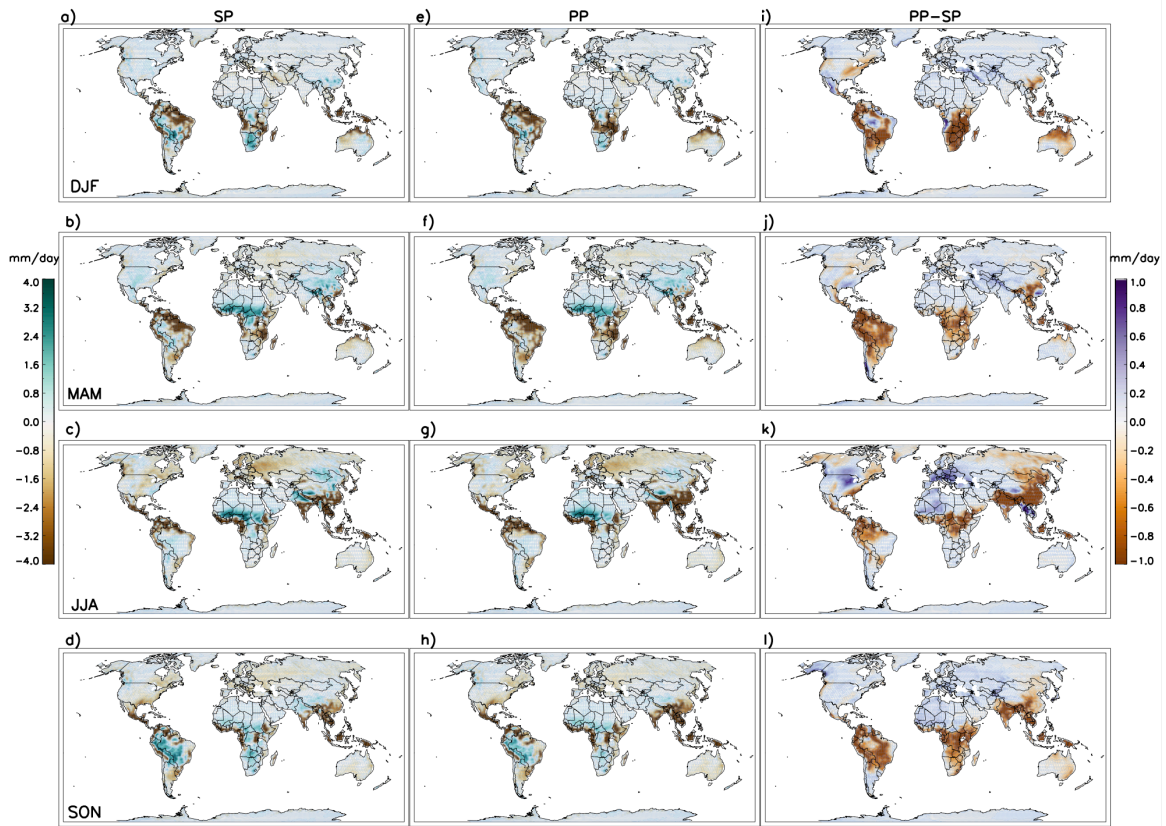 a) SP e) PP i) PP-SP
DJF
b) f) j)
mm/day mm/day
4.0 1.0
3.2 0.8
2.4 0.6
1.6 0.4
0.8 0.2
0.0 0.0
-0.8 -0.2
-1.6 -0.4
-2.4 -0.6
-3.2 -0.8
-4.0 -1.0
MAM
c) g) k)
JJA
d) h) l)
SON